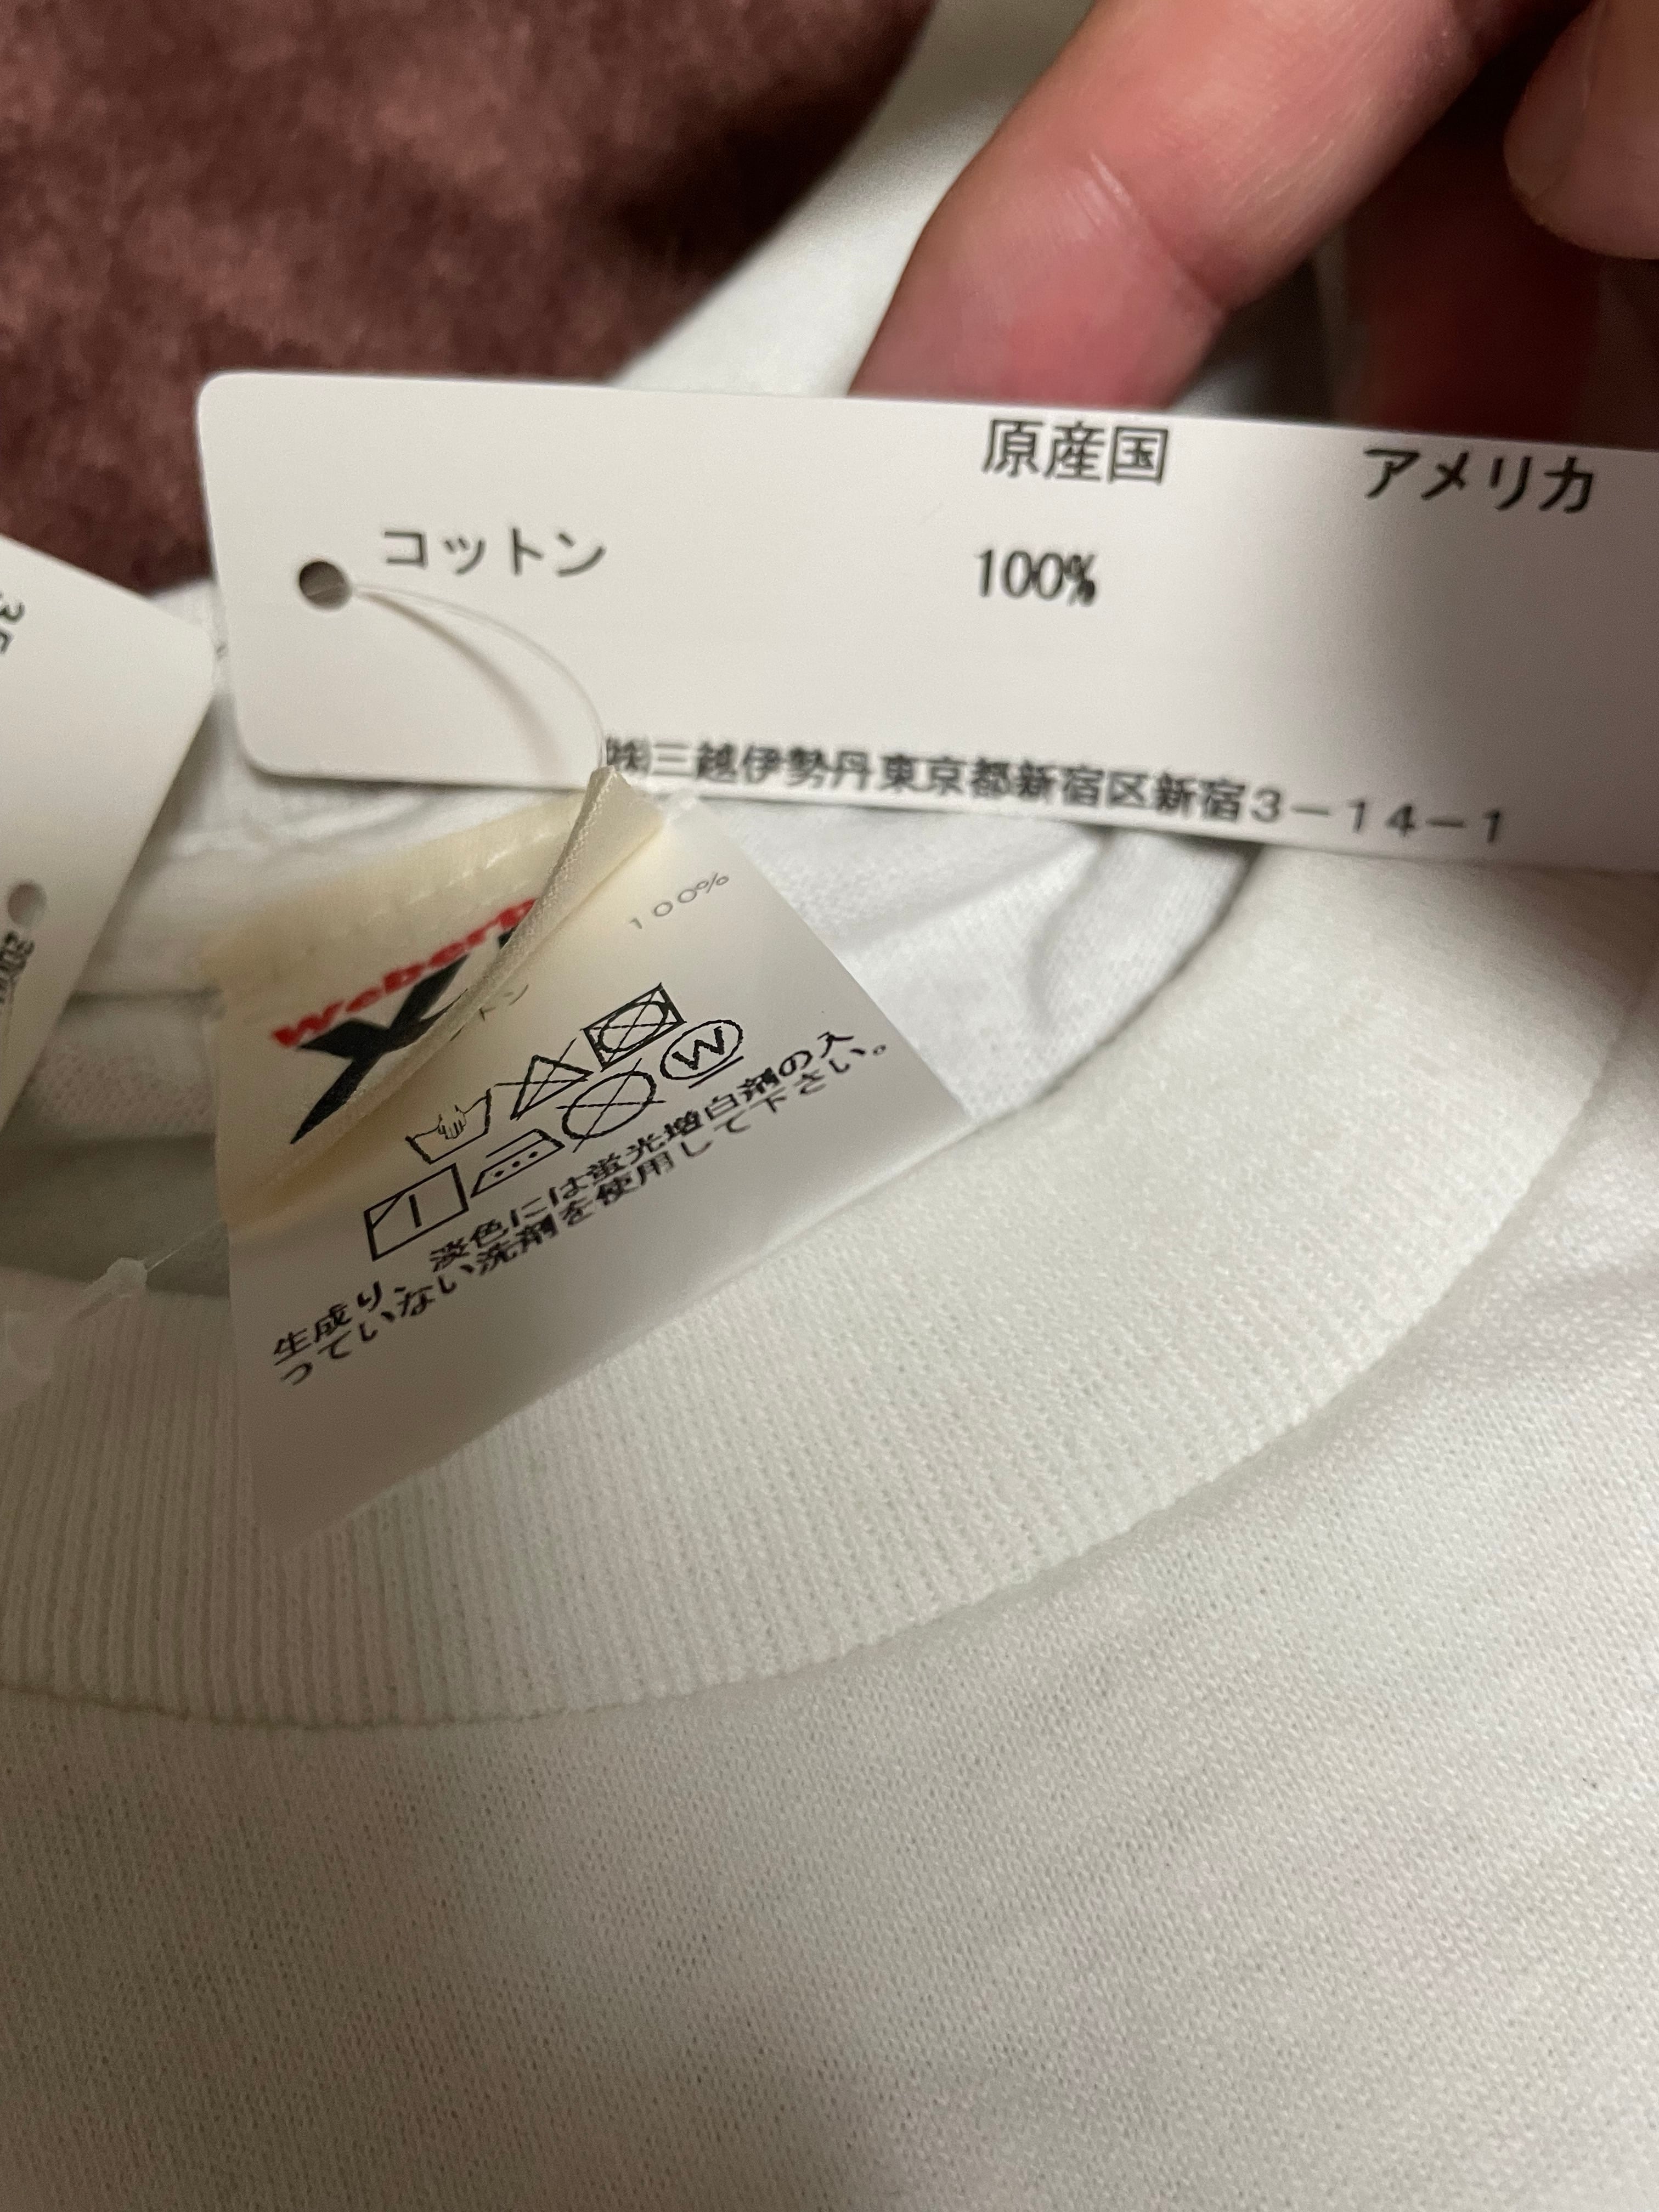 原産国 アメリカ
コットン 100%
㈱三越伊勢丹東京都新宿区新宿3-14-1
35
100%
トン
W
生成り、淡色には蛍光増白剤の入
っていない洗剤を使用して下さい。